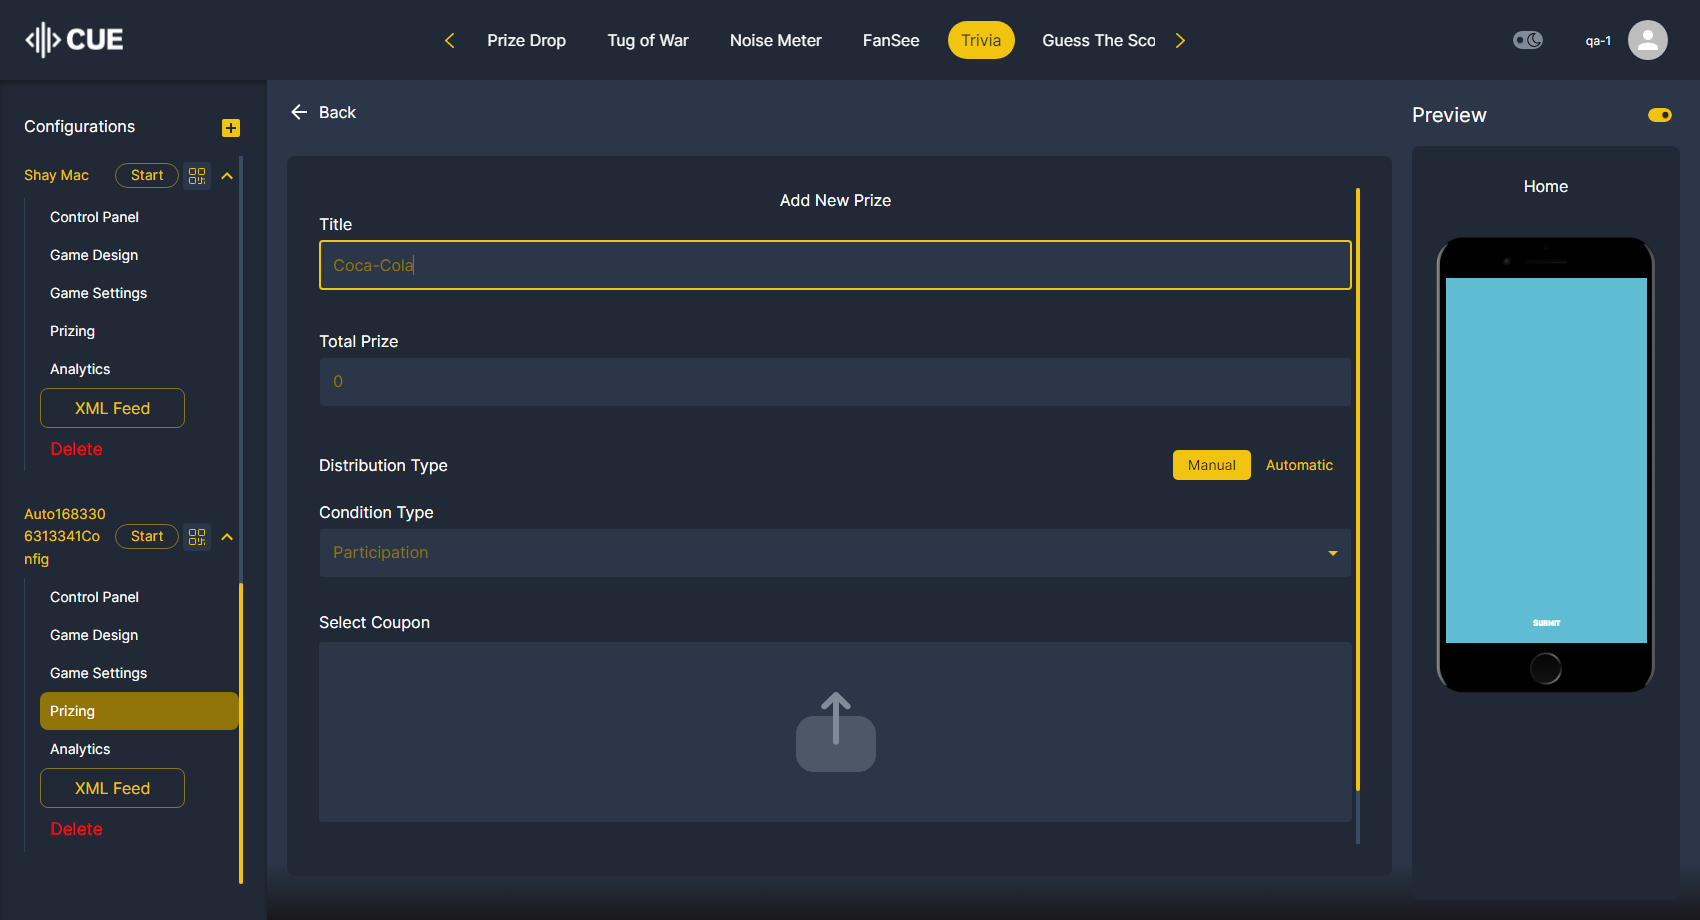 CUE
Prize Drop
Tug of War
Noise Meter
FanSee
Trivia
Guess The Sco
qa-1
Configurations
Shay Mac
Start
Control Panel
Game Design
Game Settings
Prizing
Analytics
XML Feed
Delete
Auto168330
6313341Co
nfig
Start
Control Panel
Game Design
Game Settings
Prizing
Analytics
XML Feed
Delete
Back
Add New Prize
Title
Coca-Cola
Total Prize
0
Distribution Type
Manual
Automatic
Condition Type
Participation
Select Coupon
Preview
Home
Submit